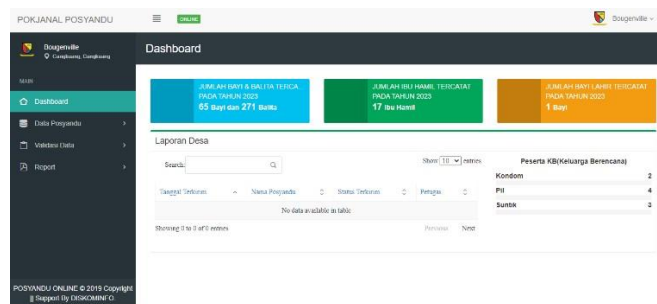 POKJANAL POSYANDU
ONLINE
Bougenville
Bougenville
Cangkuang, Cangkuang
MAIN
Dashboard
Data Posyandu
Validasi Data
Report
POSYANDU ONLINE © 2019 Copyright
Support By DISKOMINFO.
Dashboard
JUMLAH BAYI & BALITA TERCA
PADA TAHUN 2023
65 Bayi dan 271 Balita
JUMLAH IBU HAMIL TERCATAT
PADA TAHUN 2023
17 Ibu Hamil
JUMLAH BAYI LAHIR TERCATAT
PADA TAHUN 2023
1 Bayi
Laporan Desa
Search:
Show 10 entries
Tanggal Terkirim Nama Posyandu Status Terkirim Petugas
No data available in table
Showing 0 to 0 of 0 entries
Previous Next
Peserta KB(Keluarga Berencana)
Kondom 2
Pil 4
Suntik 3